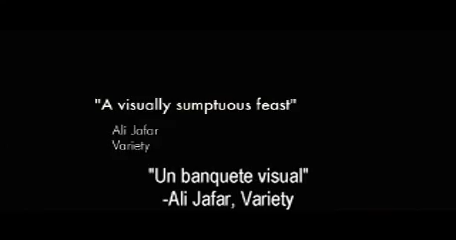 "A visually sumptuous feast"
Ali Jafar
Variety
"Un banquete visual"
-Ali Jafar, Variety